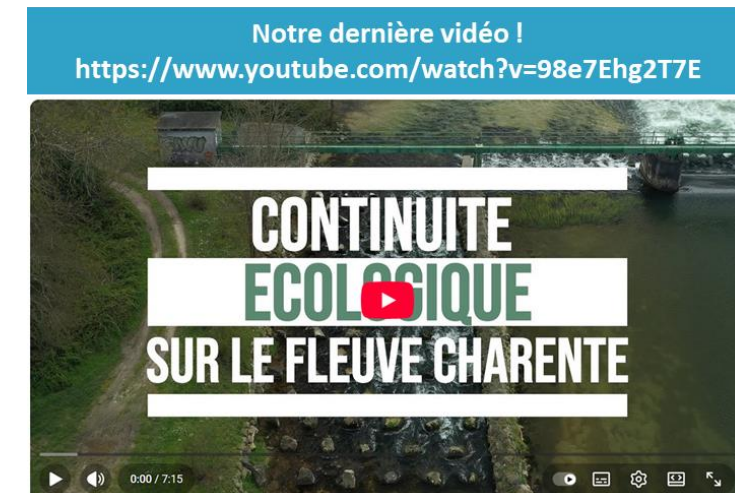 Notre dernière vidéo !
https://www.youtube.com/watch?v=98e7Ehg2T7E
CONTINUITE
ECOLOGIQUE
SUR LE FLEUVE CHARENTE
0:00 / 7:15